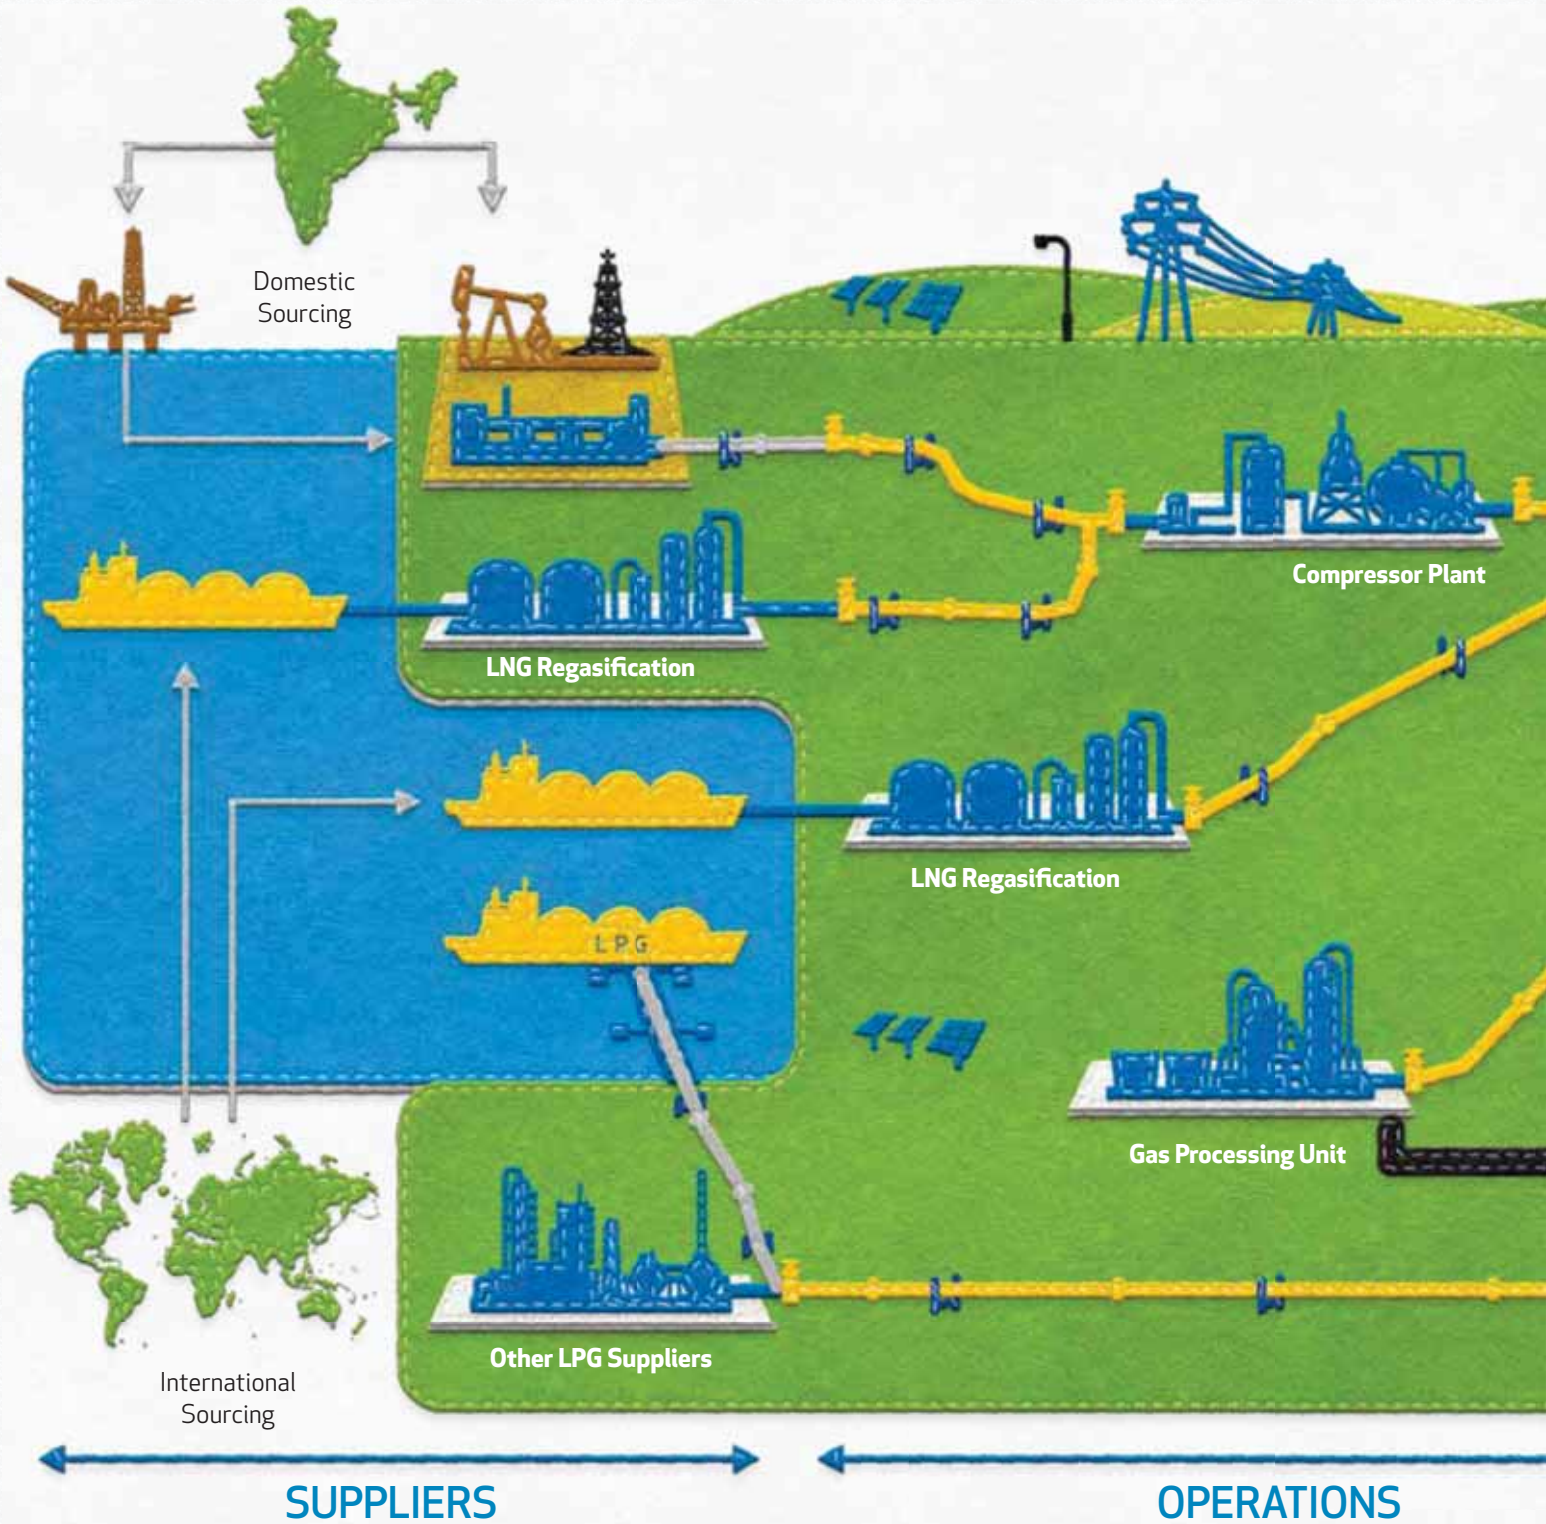 Domestic
Sourcing
Compressor Plant
LNG Regasification
LNG Regasification
LPG
Gas Processing Unit
Other LPG Suppliers
International
Sourcing
SUPPLIERS
OPERATIONS